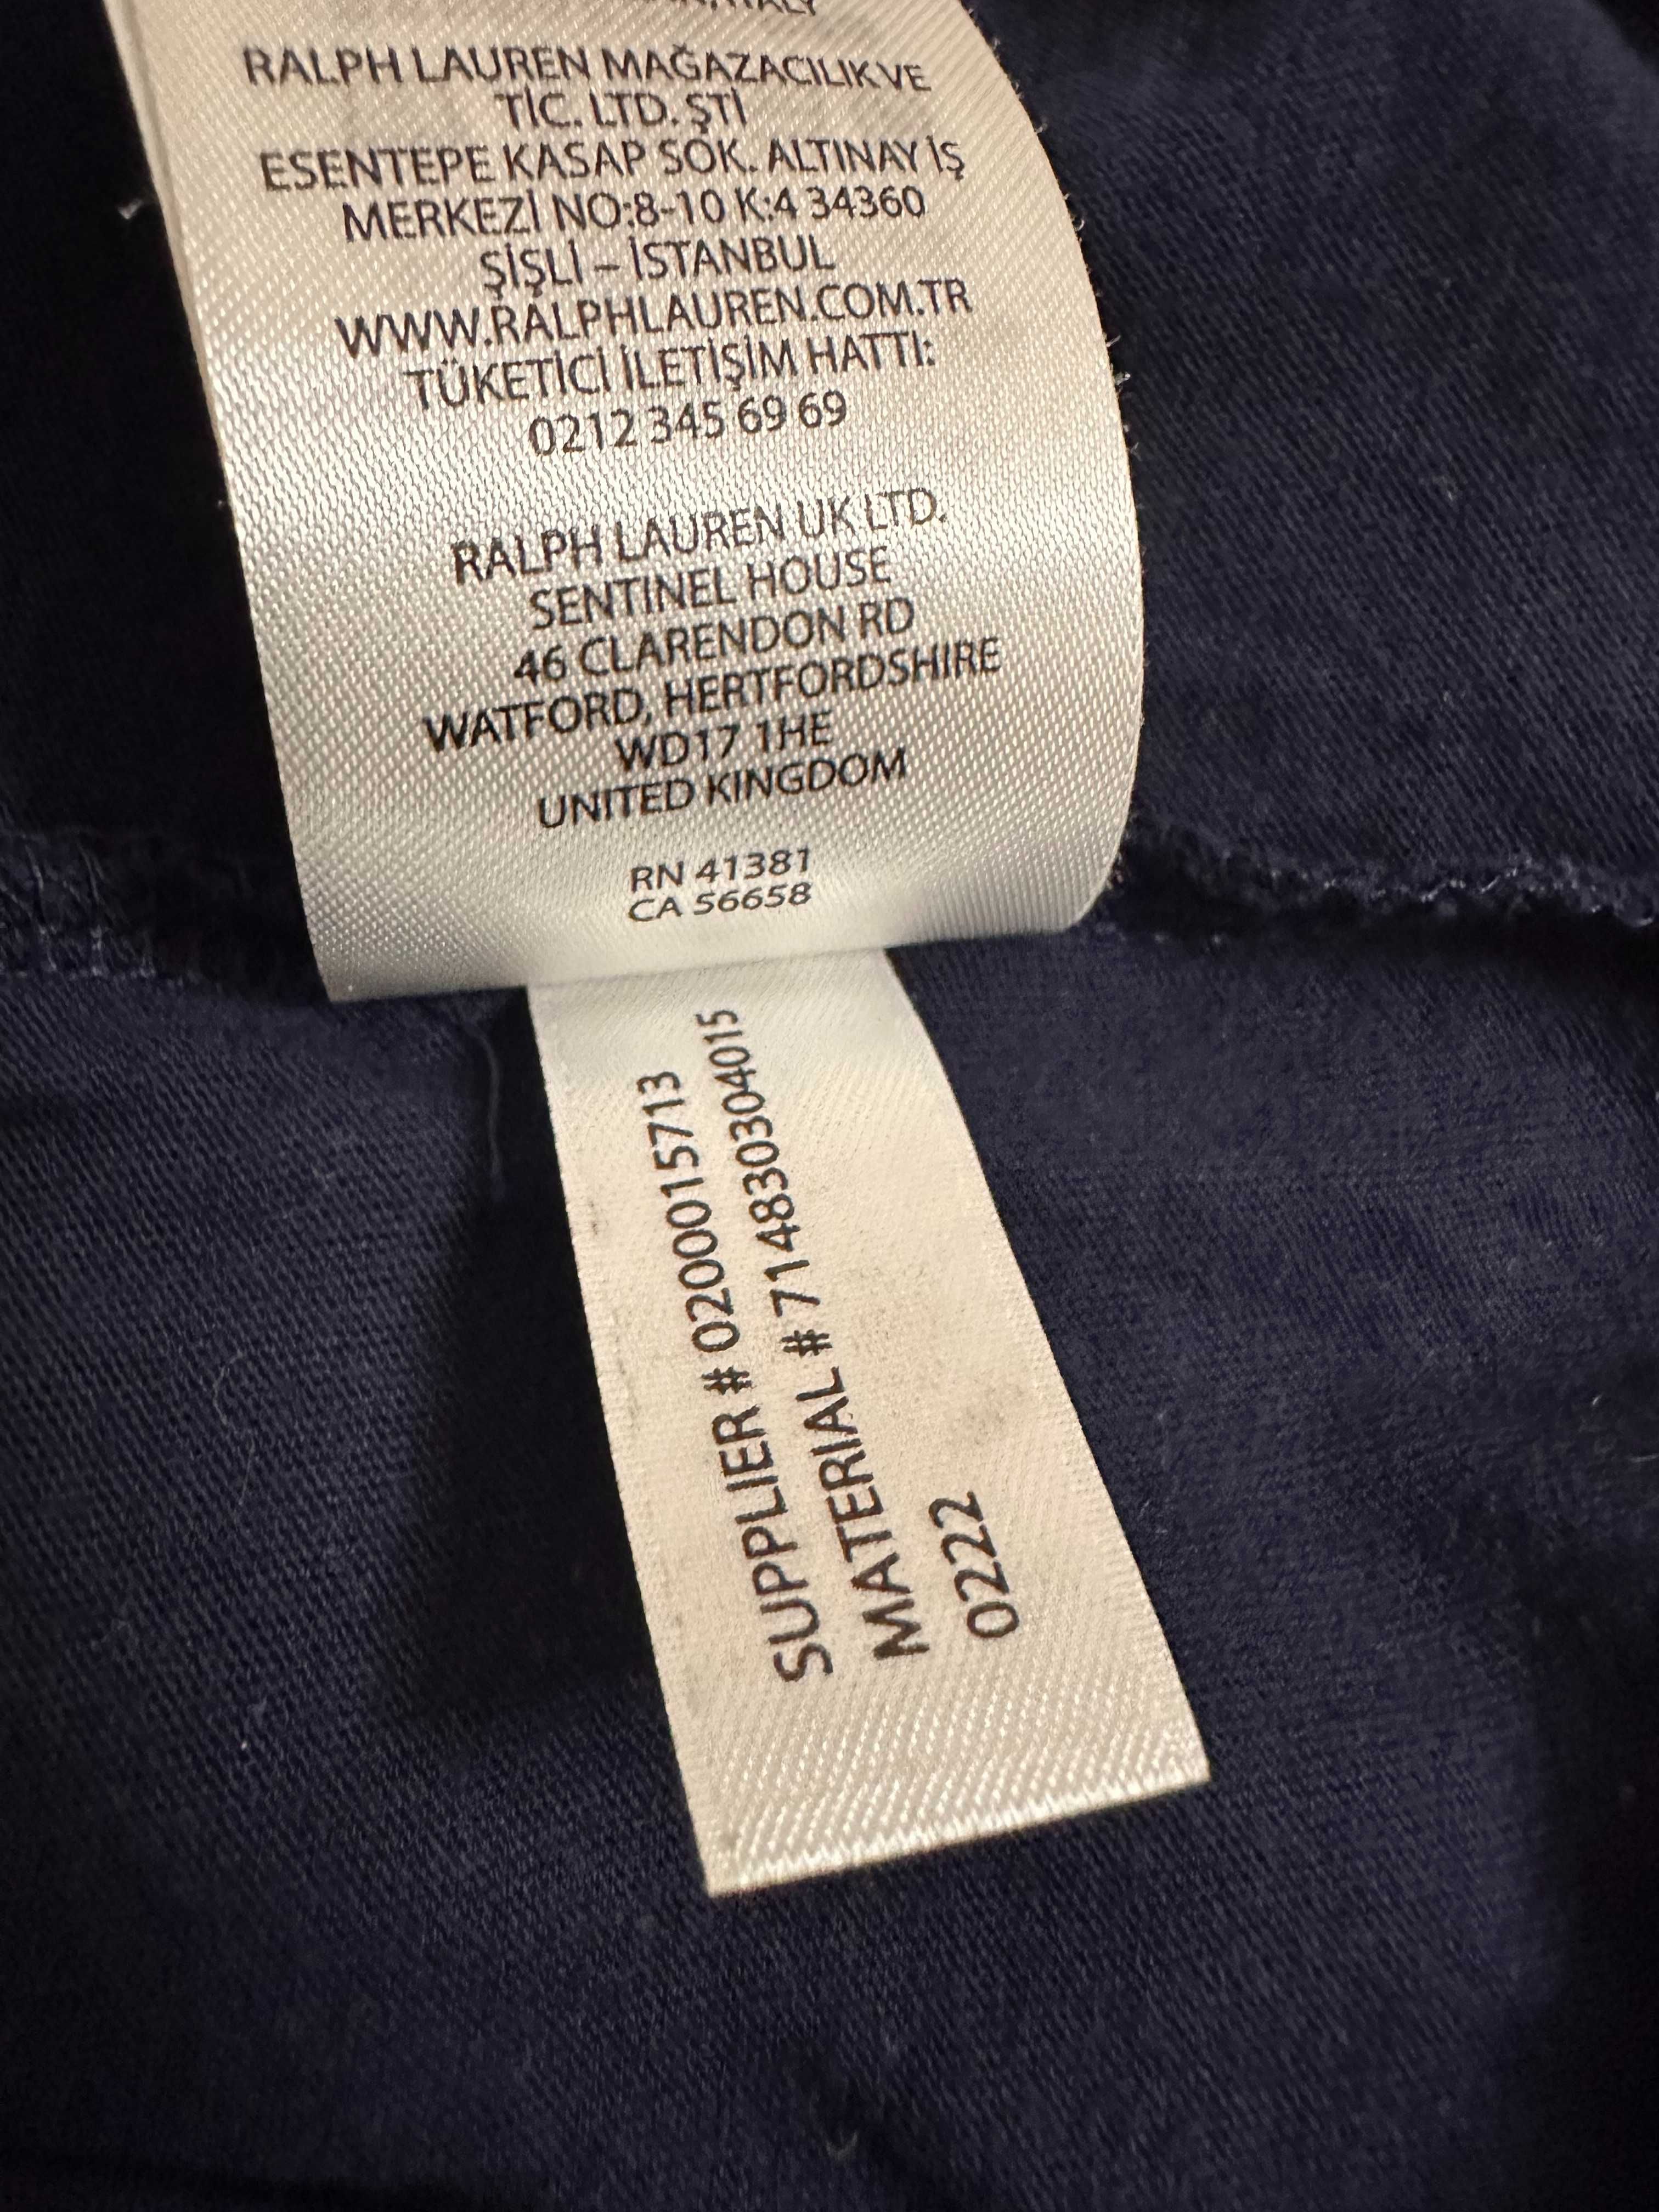 RALPH LAUREN MAĞAZACILIK VE
TİC. LTD. ŞTİ
ESENTEPE KASAP SOK. ALTINAY İŞ
MERKEZİ NO:8-10 K:4 34360
ŞİŞLİ – İSTANBUL
WWW.RALPHLAUREN.COM.TR
TÜKETİCİ İLETİŞİM HATTI:
0212 345 69 69
RALPH LAUREN UK LTD.
SENTINEL HOUSE
46 CLARENDON RD
WATFORD, HERTFORDSHIRE
WD17 1HE
UNITED KINGDOM
RN 41381
CA 56658
SUPPLIER # 0200015713
MATERIAL # 714830304015
0222